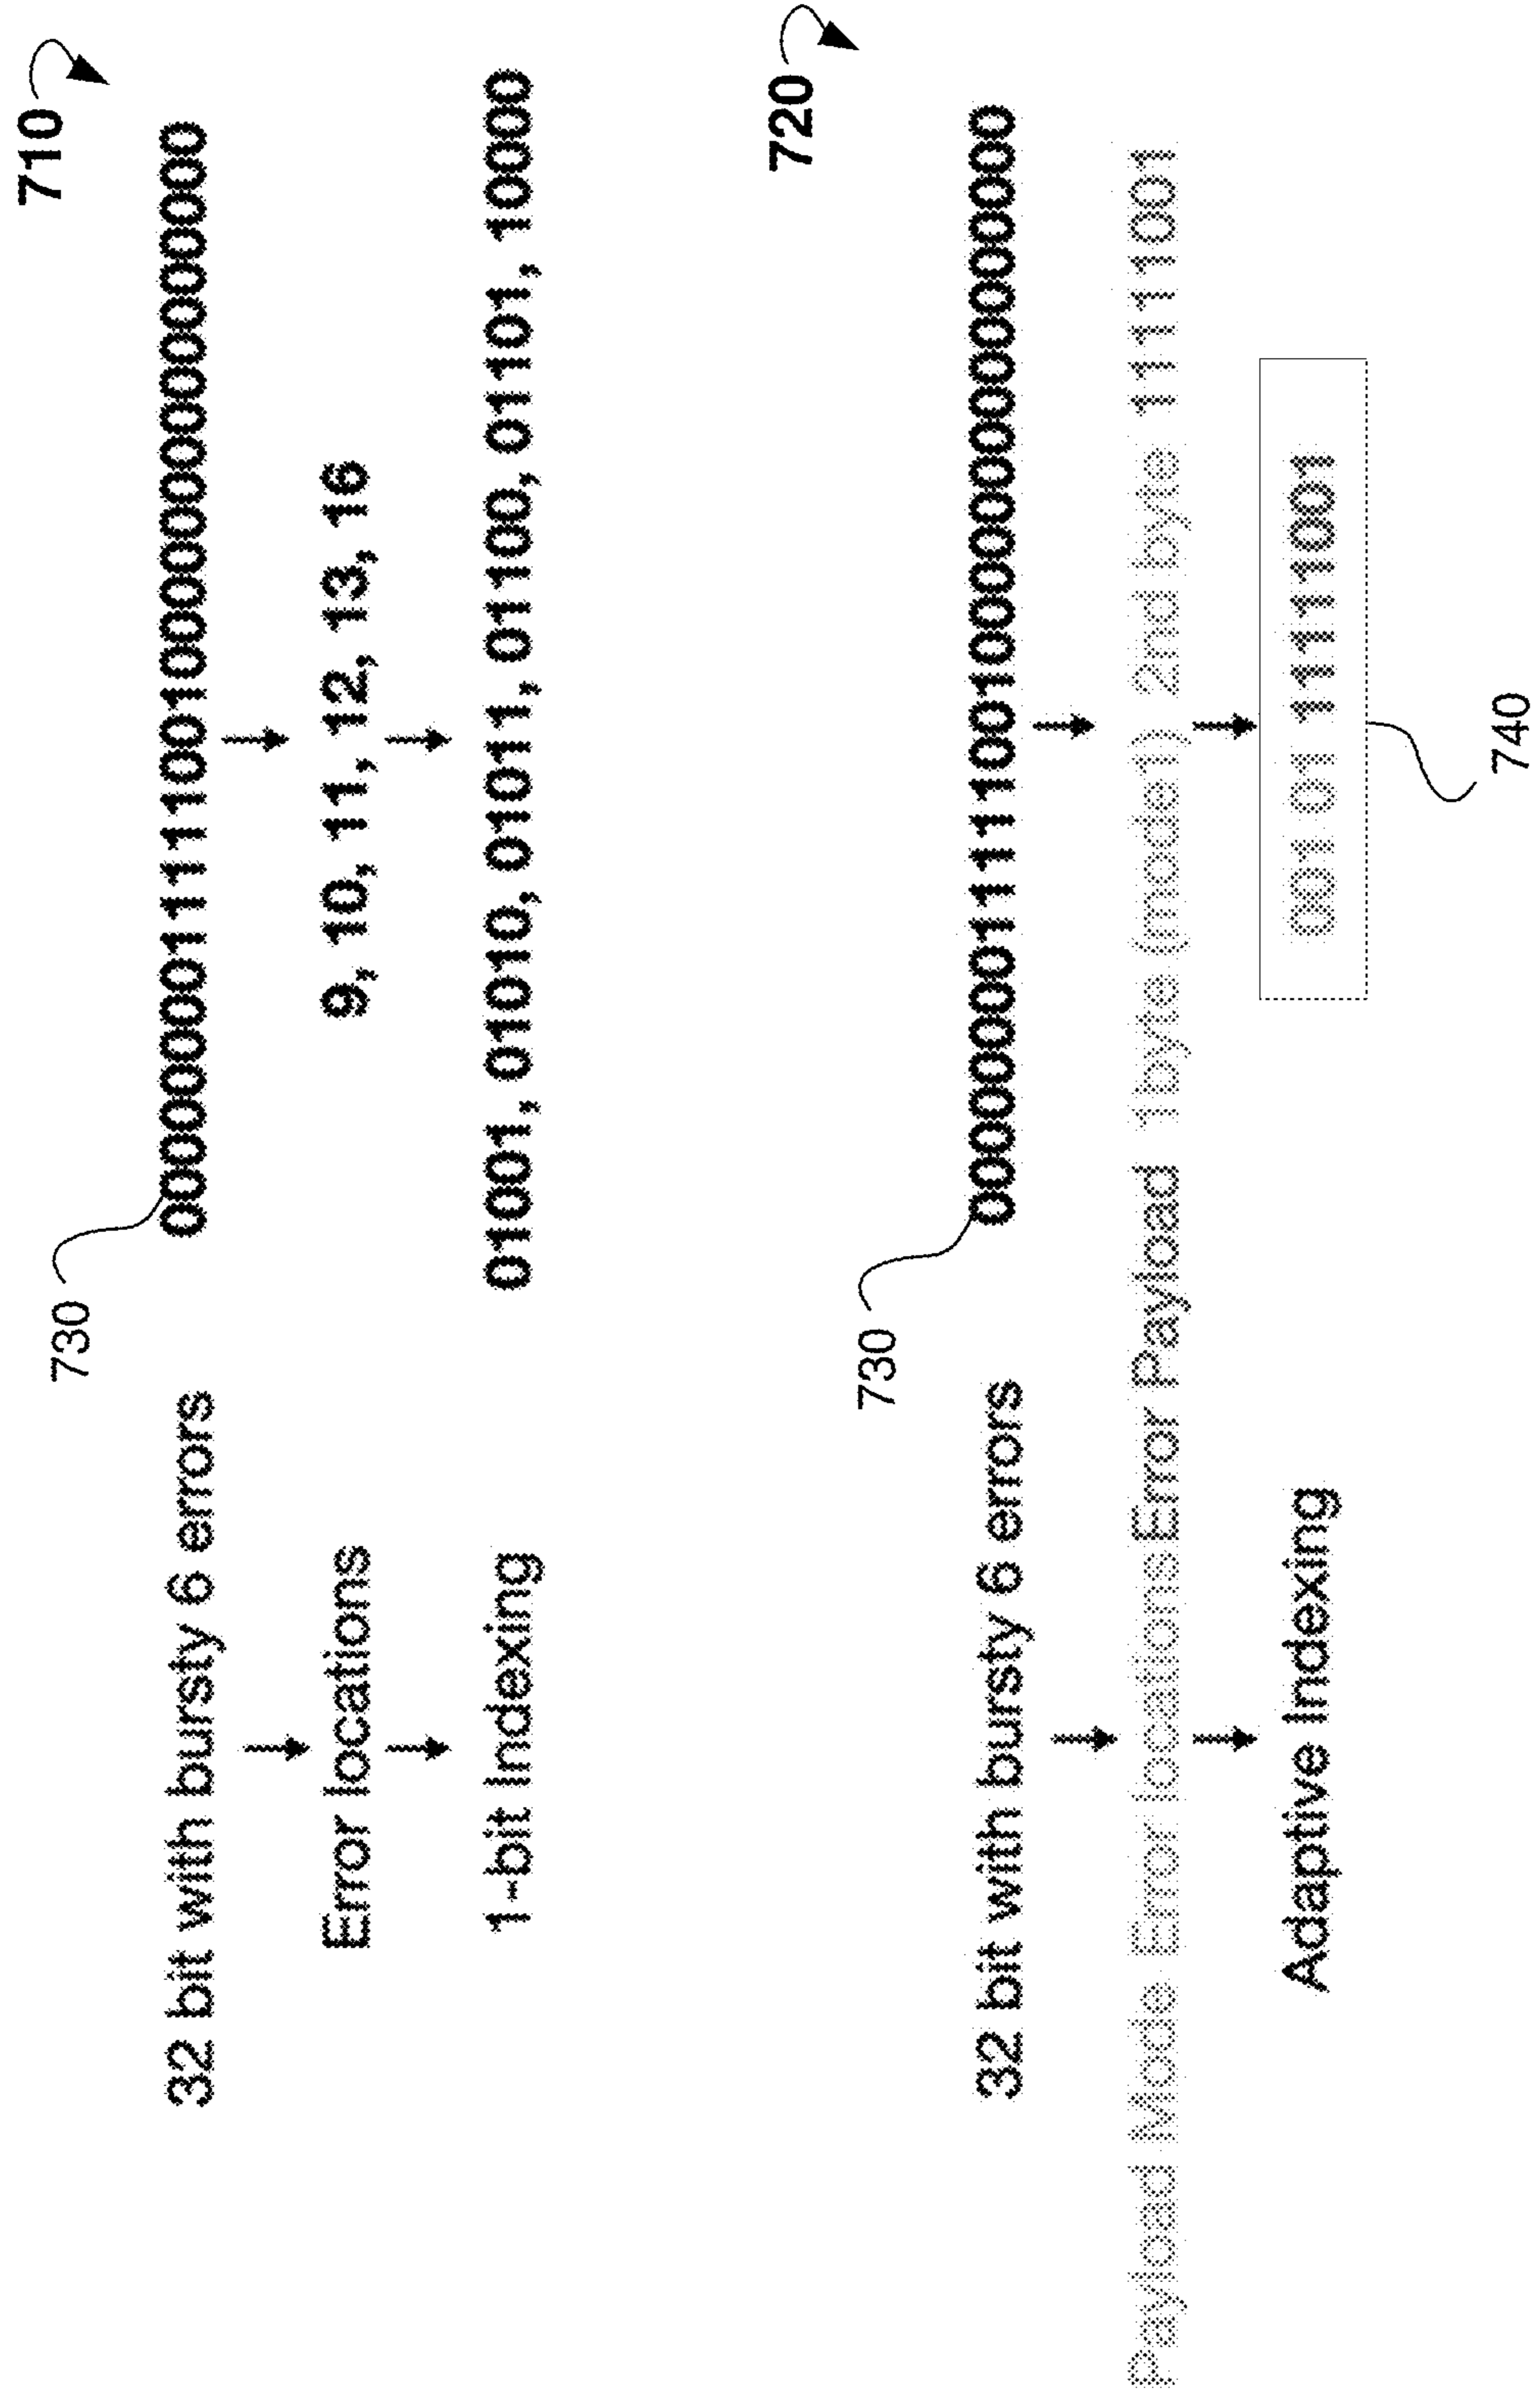 710
730
32 bit with bursty 6 errors 00000000111110010000000000000000
Error locations 9, 10, 11, 12, 13, 16
1-bit Indexing 01001, 01010, 01011, 01100, 01101, 10000
720
730
32 bit with bursty 6 errors 00000000111110010000000000000000
Payload Mode Error locations Error Payload 1byte (mode1) 2nd byte 11111001
Adaptive Indexing 001 01 11111001
740